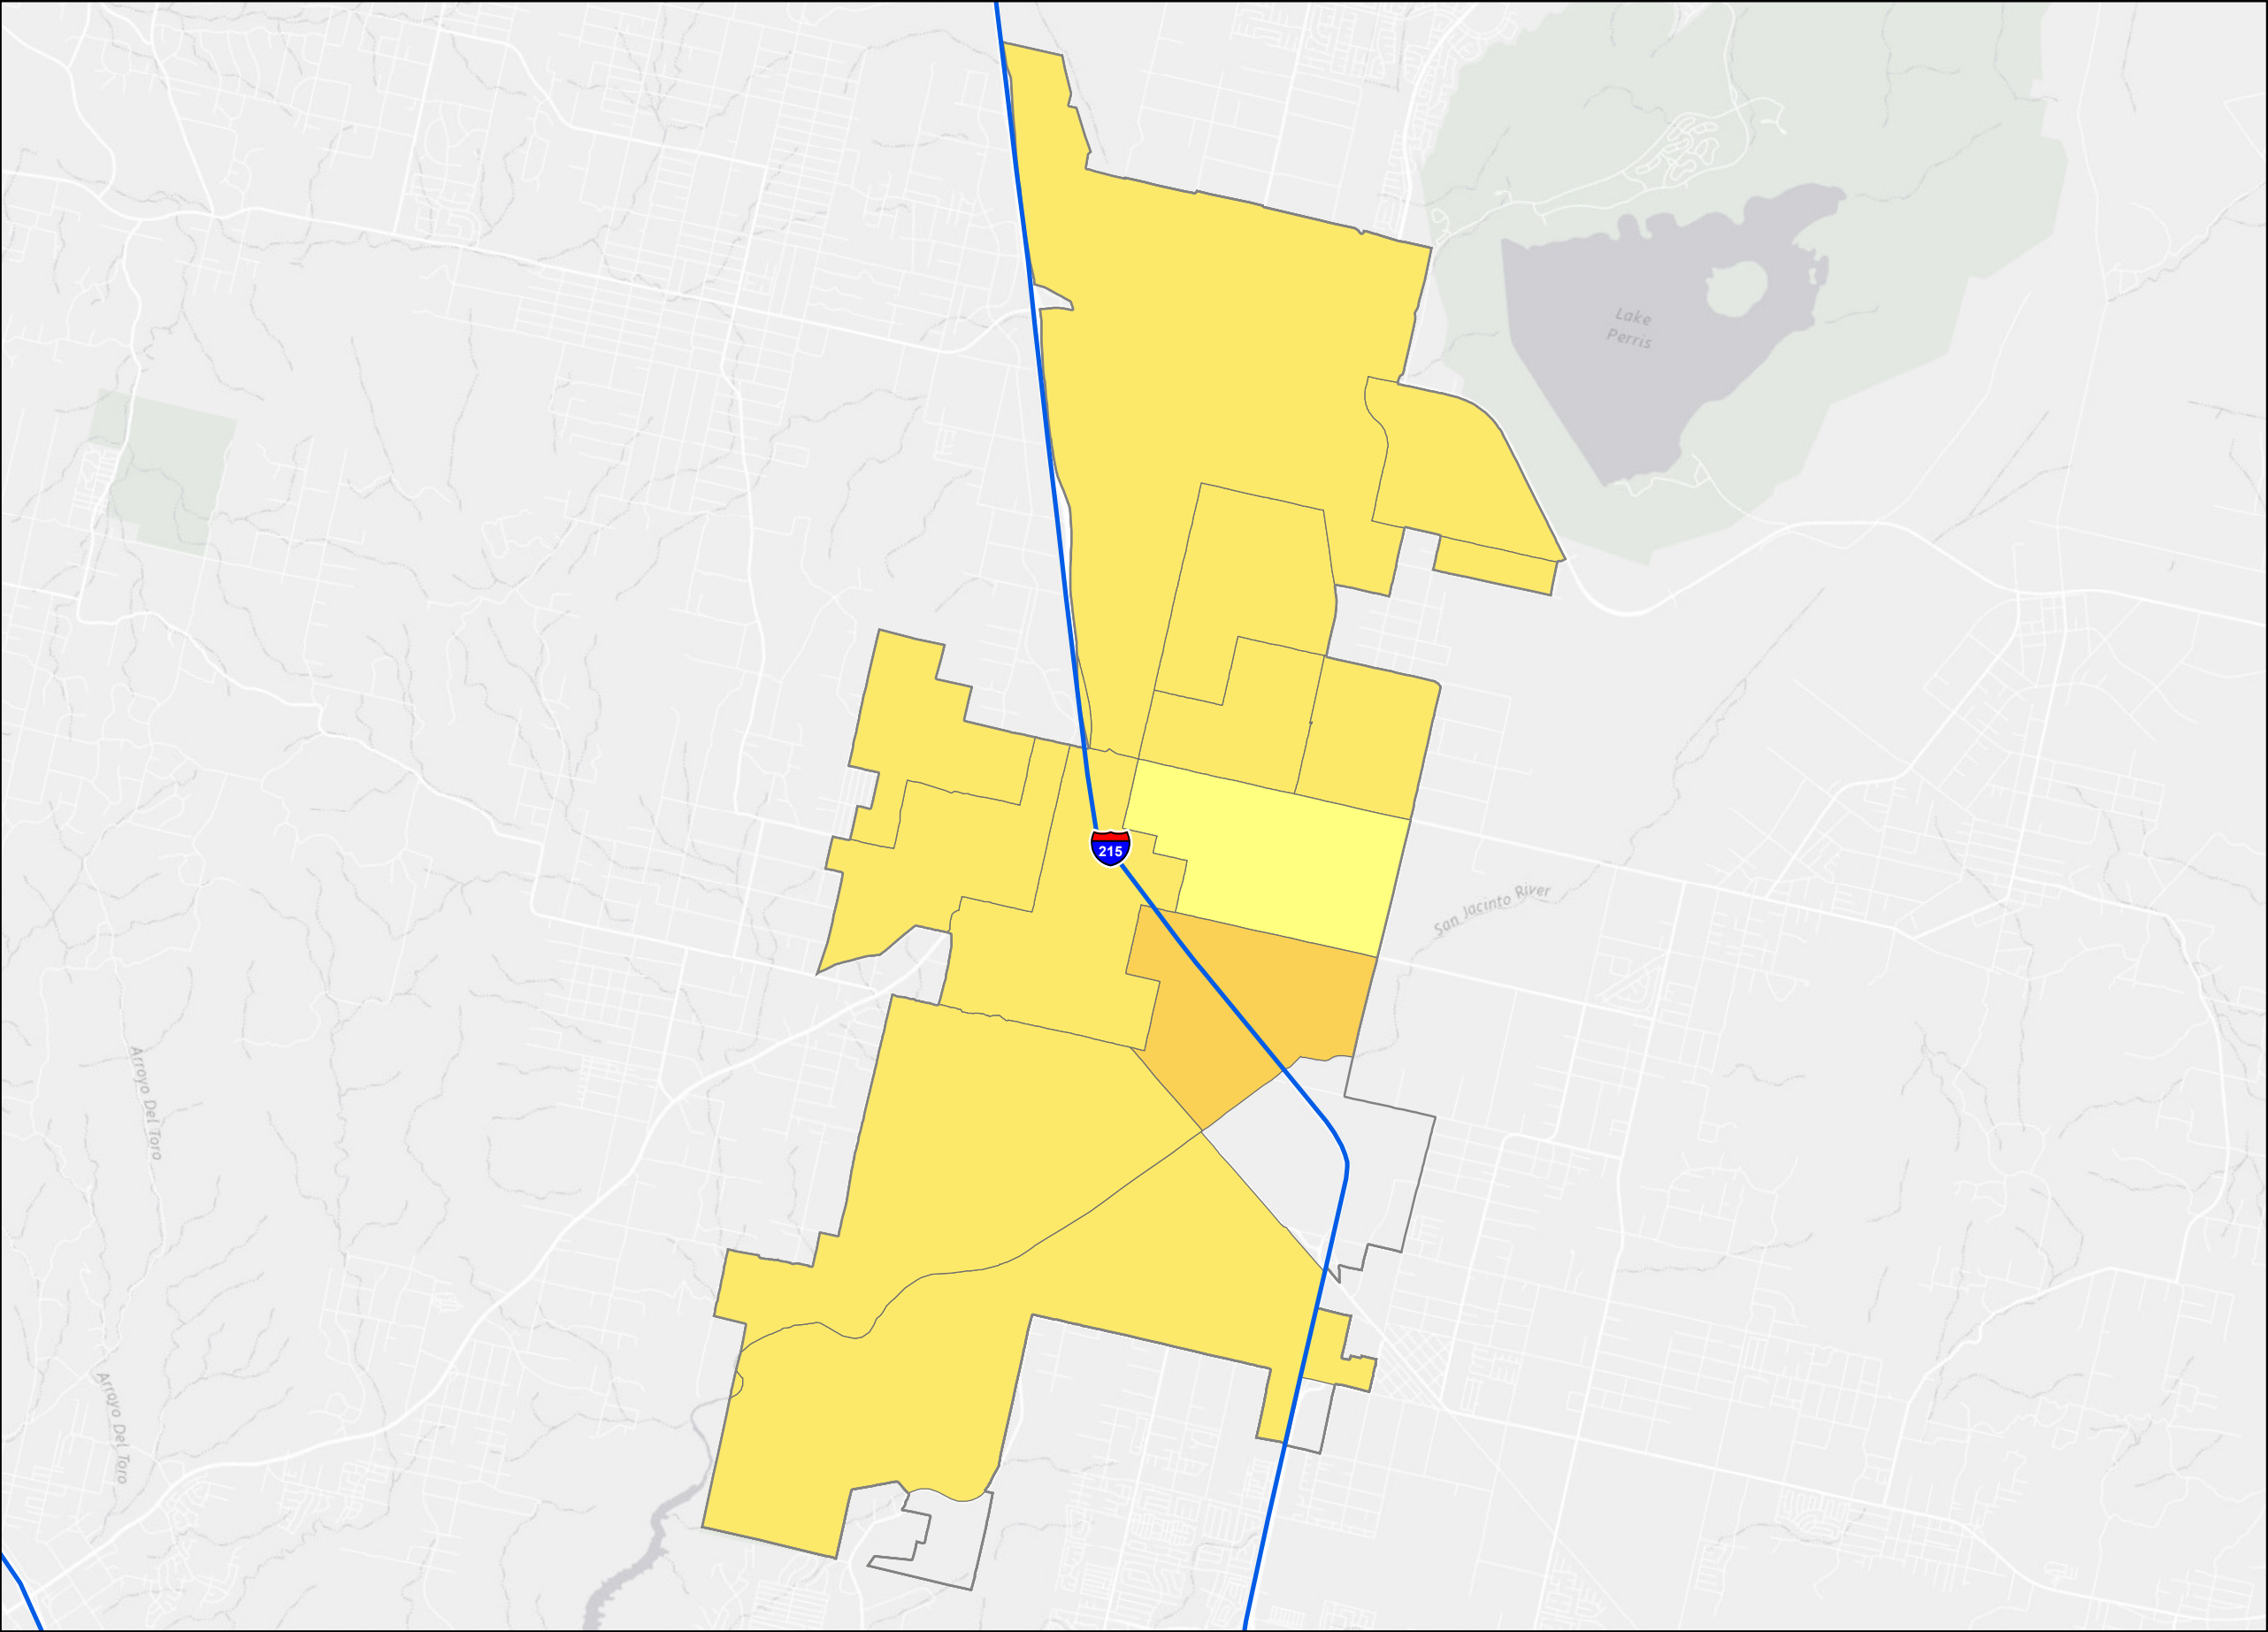 Lake
Perris
215
San Jacinto River
Arroyo Del Toro
Arroyo Del Toro